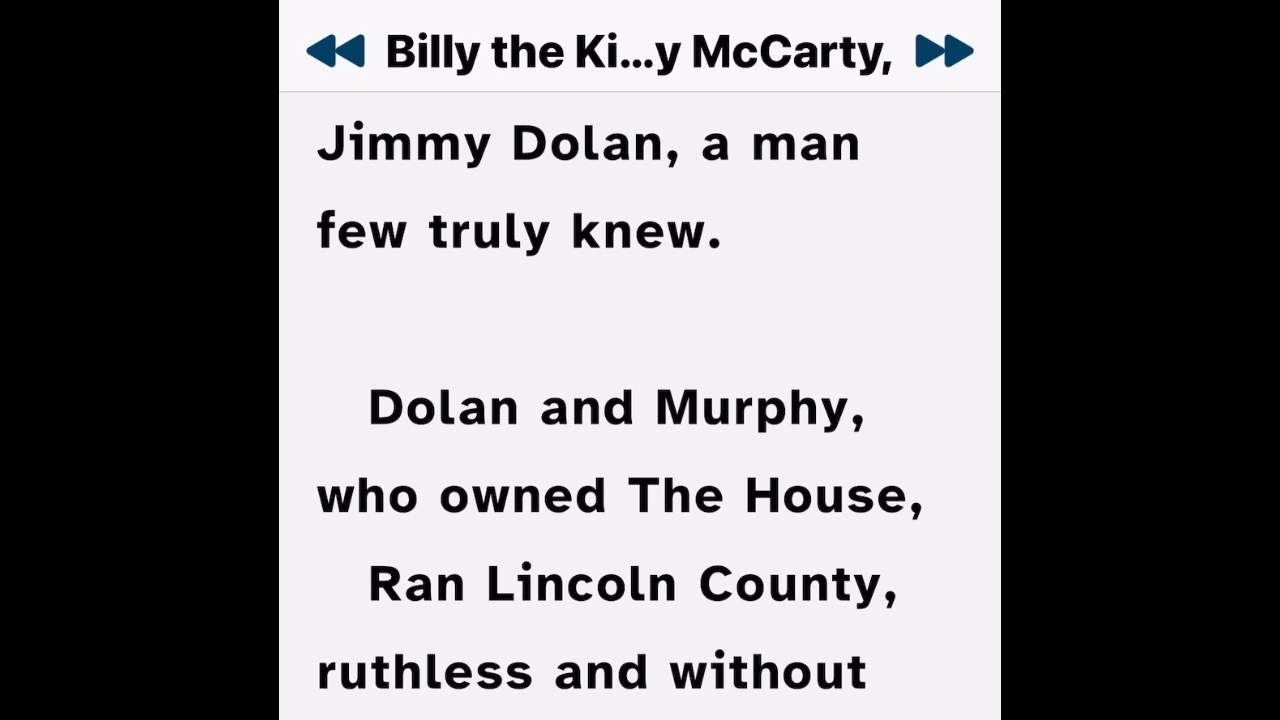 Billy the Ki...y McCarty,
Jimmy Dolan, a man
few truly knew.
Dolan and Murphy,
who owned The House,
Ran Lincoln County,
ruthless and without